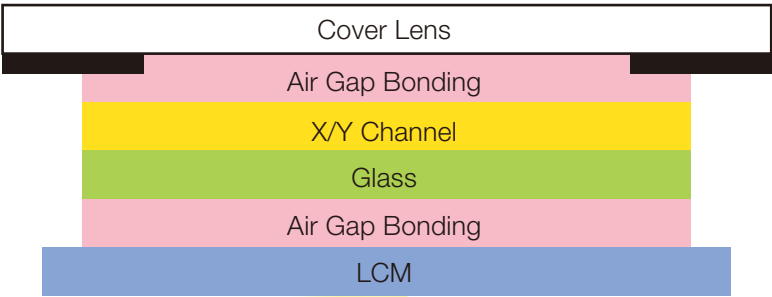 Cover Lens
Air Gap Bonding
X/Y Channel
Glass
Air Gap Bonding
LCM